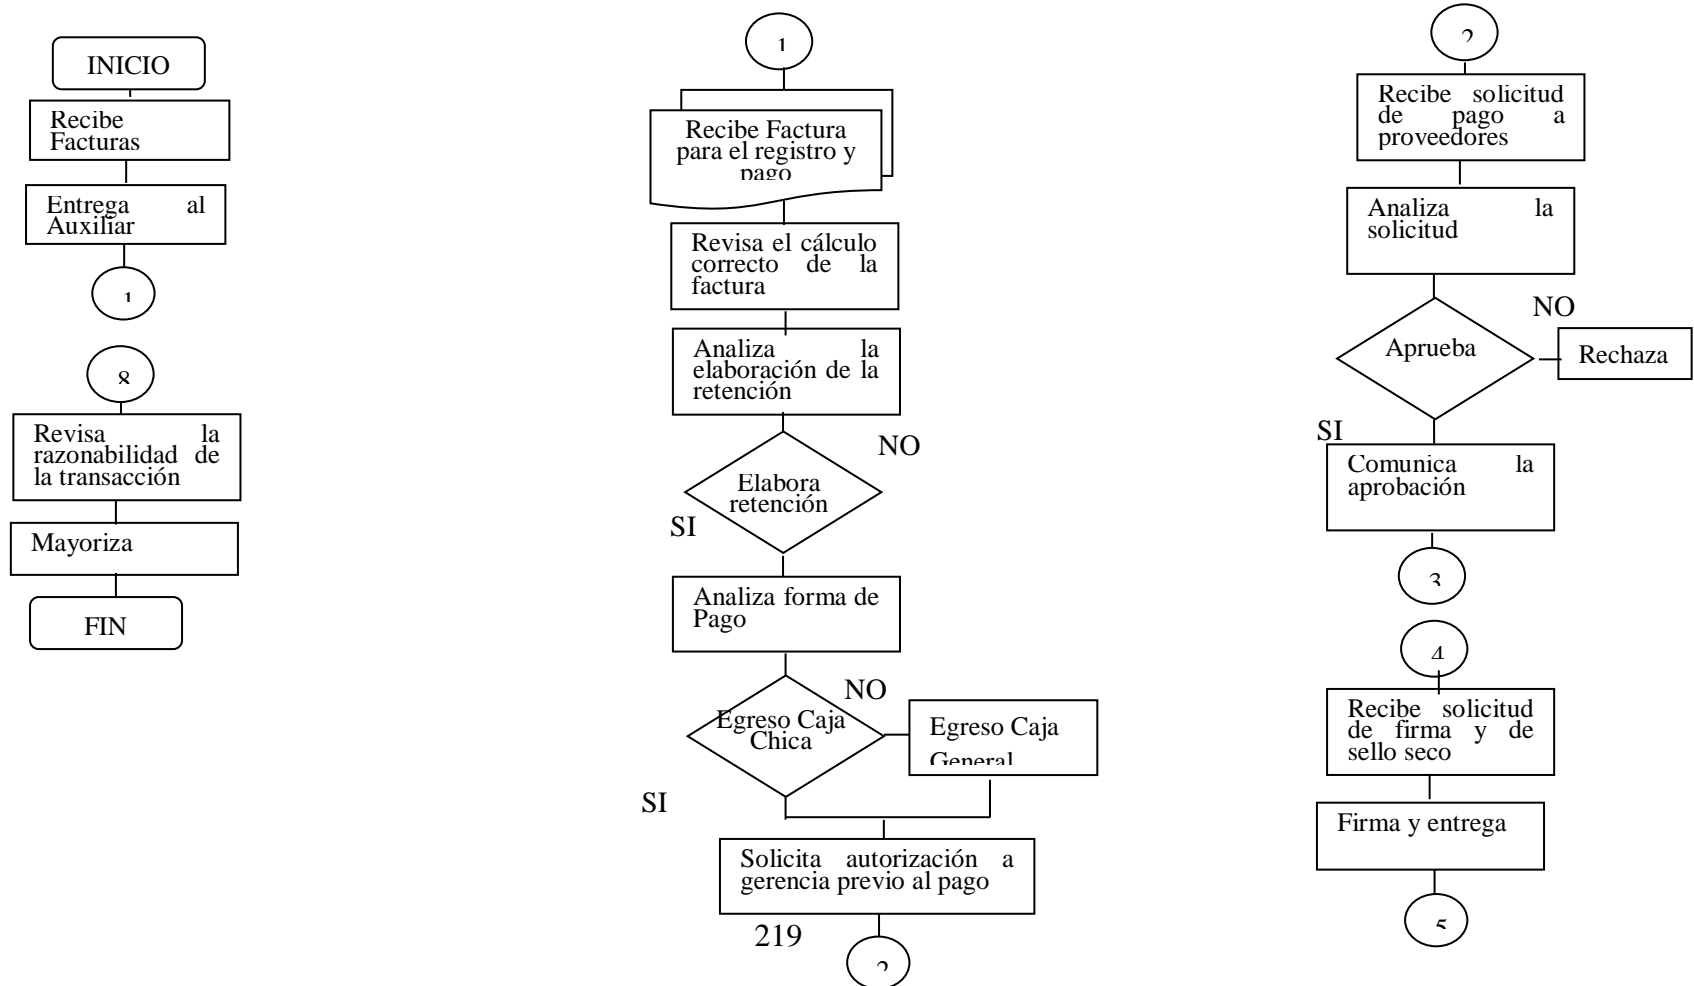 INICIO
Recibe
Facturas
Entrega al
Auxiliar
1
8
Revisa la
razonabilidad de
la transacción
Mayoriza
FIN
1
Recibe Factura
para el registro y
pago
Revisa el cálculo
correcto de la
factura
Analiza la
elaboración de la
retención
NO
Elabora
retención
SI
Analiza forma de
Pago
NO
Egreso Caja
Chica
Egreso Caja
General
SI
Solicita autorización a
gerencia previo al pago
219
2
2
Recibe solicitud
de pago a
proveedores
Analiza la
solicitud
NO
Aprueba
Rechaza
SI
Comunica la
aprobación
3
4
Recibe solicitud
de firma y de
sello seco
Firma y entrega
5